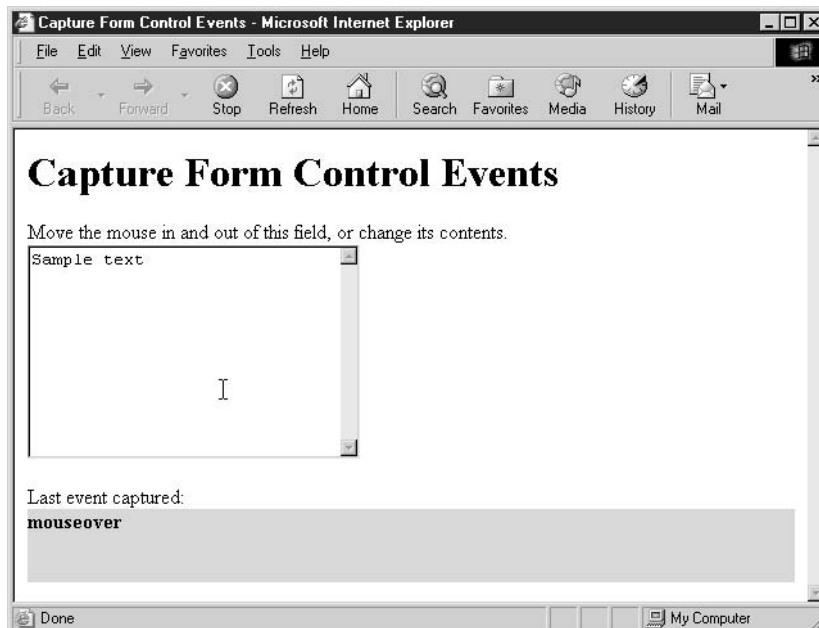 Capture Form Control Events - Microsoft Internet Explorer
File Edit View Favorites Tools Help
Back Forward Stop Refresh Home Search Favorites Media History Mail »
Capture Form Control Events
Move the mouse in and out of this field, or change its contents.
Sample text
Last event captured:
mouseover
Done My Computer